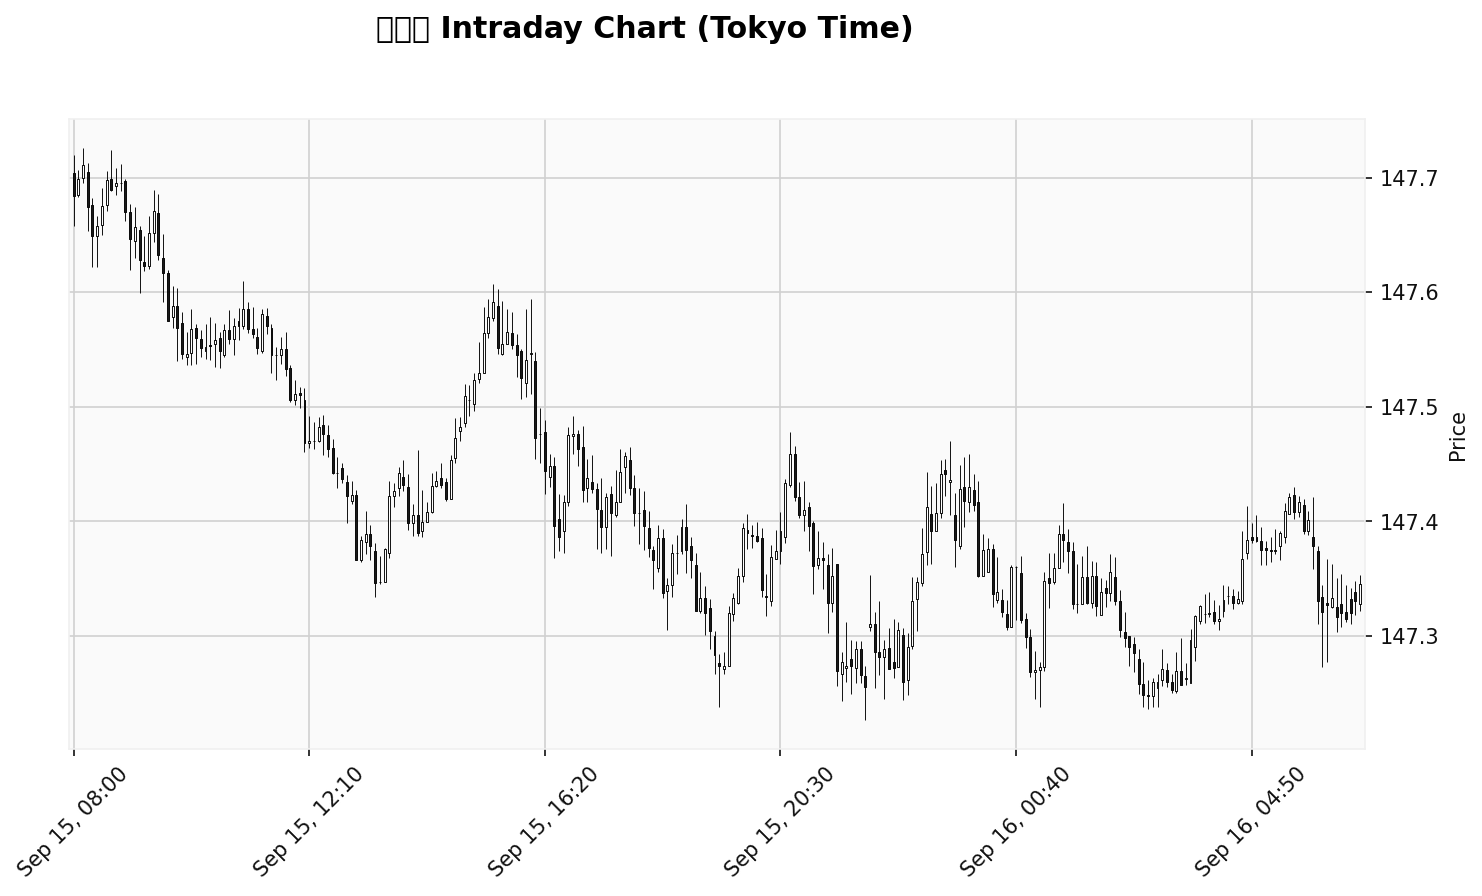 Intraday Chart (Tokyo Time)
147.7
147.6
147.5
147.4
147.3
Price
Sep 15, 08:00
Sep 15, 12:10
Sep 15, 16:20
Sep 15, 20:30
Sep 16, 00:40
Sep 16, 04:50